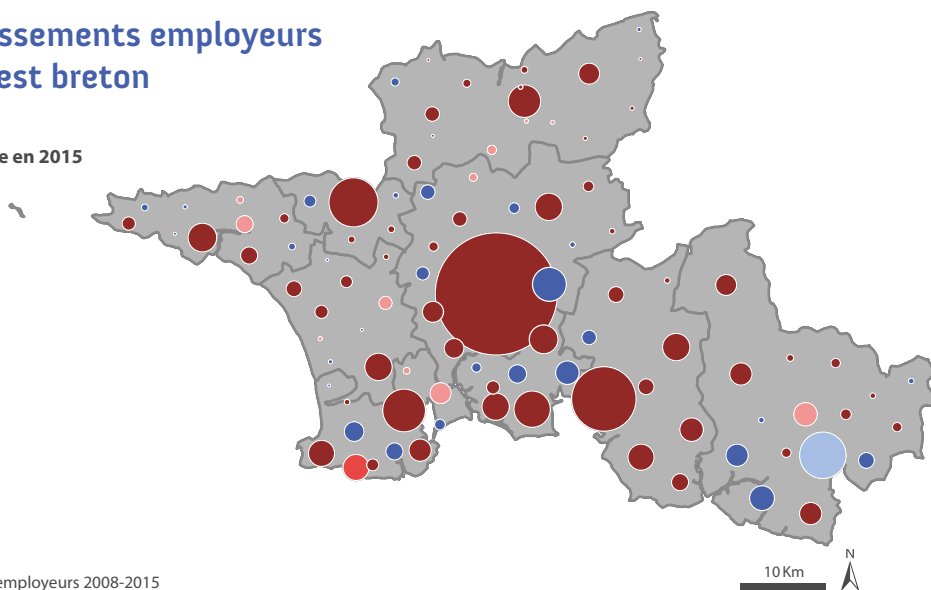 ssements employeurs
est breton
e en 2015
employeurs 2008-2015
10 Km
N